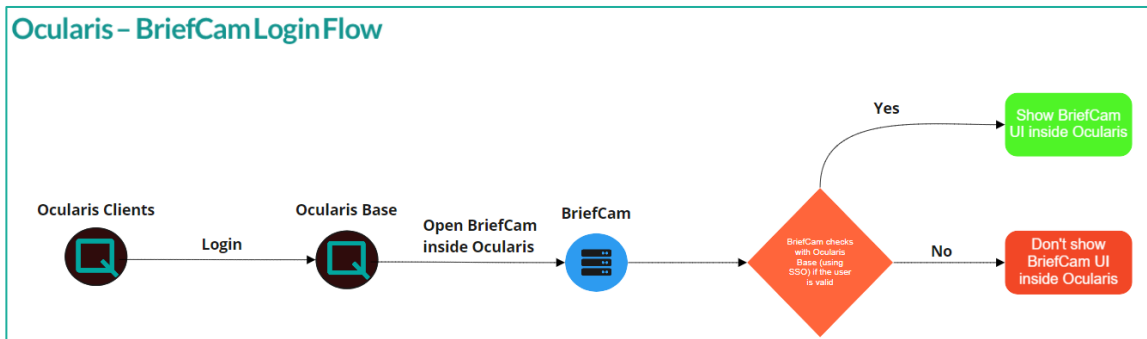 Ocularis – BriefCam Login Flow
Yes
Show BriefCam
UI inside Ocularis
Ocularis Clients
Ocularis Base
Open BriefCam
inside Ocularis
BriefCam
Login
BriefCam checks
with Ocularis
Base (using
SSO) if the user
is valid
No
Don't show
BriefCam UI
inside Ocularis